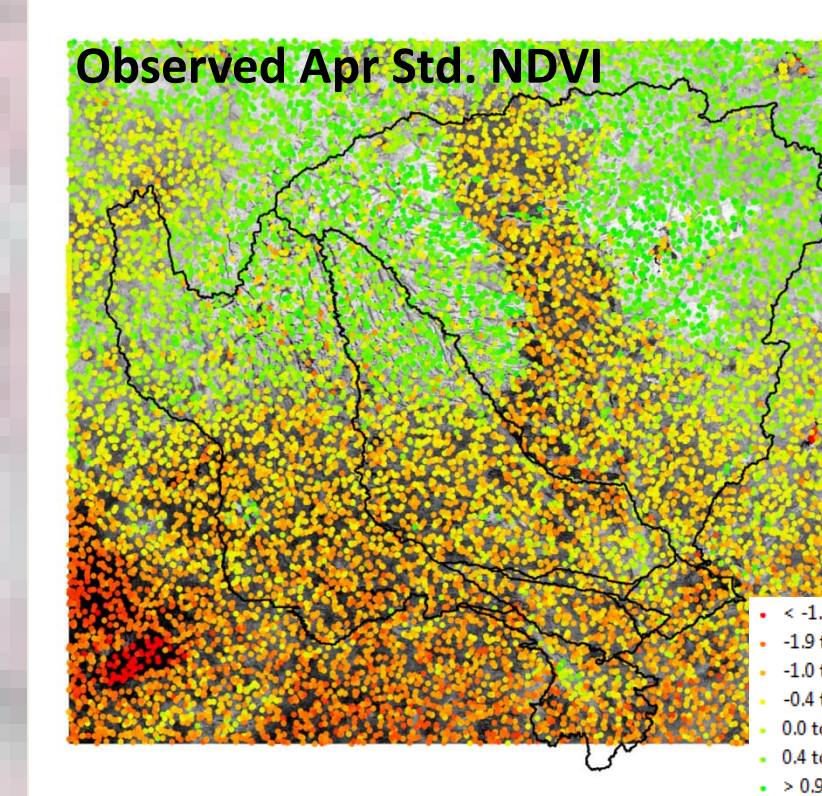 Observed Apr Std. NDVI
< -1.
-1.9 t
-1.0 t
-0.4 t
0.0 to
0.4 to
> 0.9